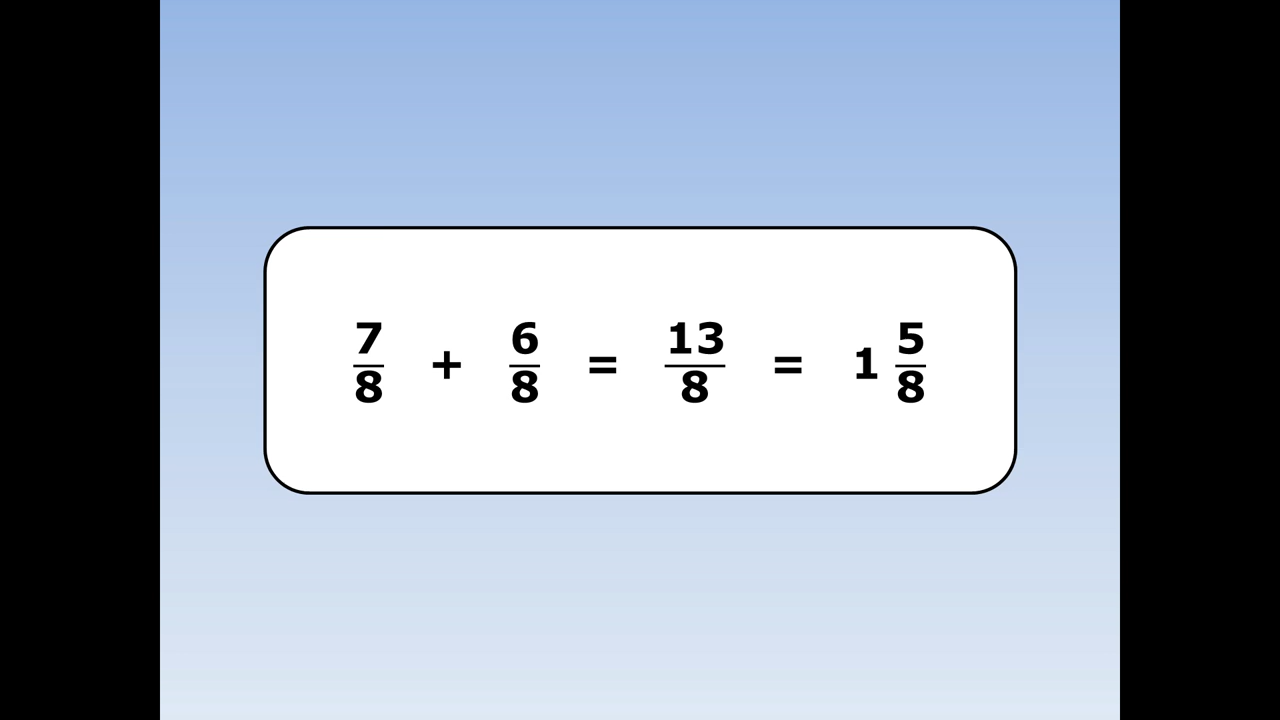 7/8 + 6/8 = 13/8 = 1 5/8